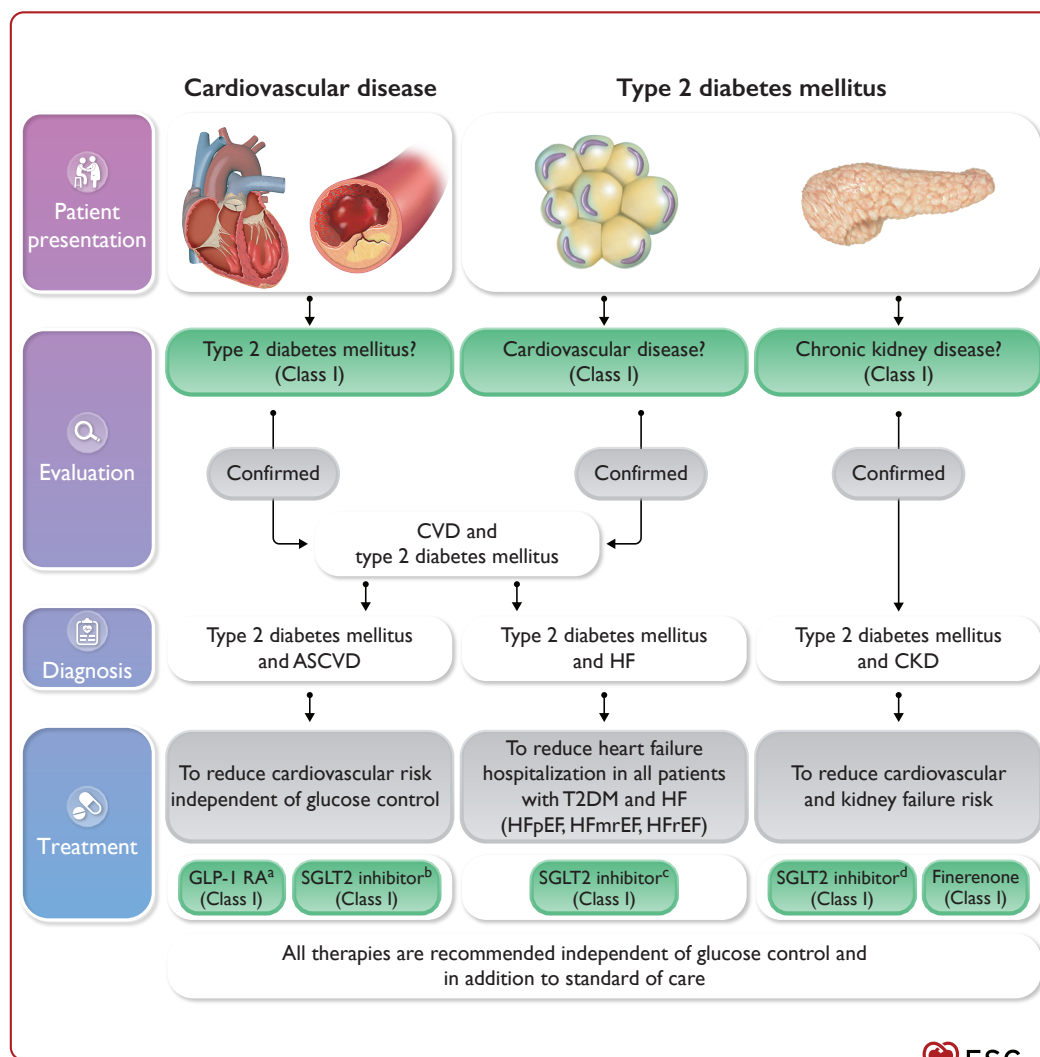 Cardiovascular disease
Type 2 diabetes mellitus
Patient
presentation
Evaluation
Type 2 diabetes mellitus?
(Class I)
Cardiovascular disease?
(Class I)
Chronic kidney disease?
(Class I)
Confirmed
Confirmed
Confirmed
CVD and
type 2 diabetes mellitus
Diagnosis
Type 2 diabetes mellitus
and ASCVD
Type 2 diabetes mellitus
and HF
Type 2 diabetes mellitus
and CKD
Treatment
To reduce cardiovascular risk
independent of glucose control
To reduce heart failure
hospitalization in all patients
with T2DM and HF
(HFpEF, HFmrEF, HFrEF)
To reduce cardiovascular
and kidney failure risk
GLP-1 RAᵃ
(Class I)
SGLT2 inhibitorᵇ
(Class I)
SGLT2 inhibitorᶜ
(Class I)
SGLT2 inhibitorᵈ
(Class I)
Finerenone
(Class I)
All therapies are recommended independent of glucose control and
in addition to standard of care
ESC